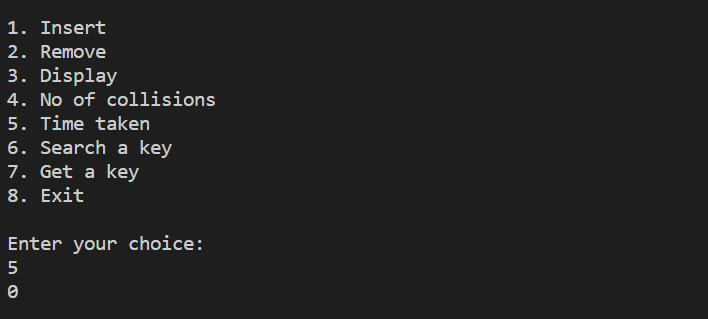 1. Insert
2. Remove
3. Display
4. No of collisions
5. Time taken
6. Search a key
7. Get a key
8. Exit
Enter your choice:
5
0